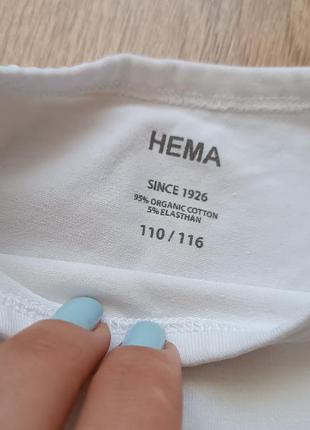 HEMA
SINCE 1926
95% ORGANIC COTTON
5% ELASTHAN
110 / 116